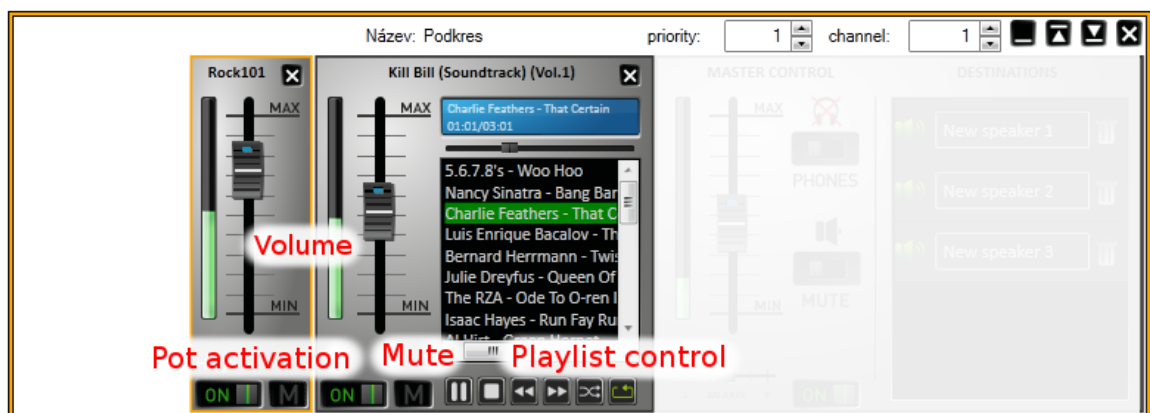 Název: Podkres
priority: 1
channel: 1
Rock101
MAX
MIN
ON M
Kill Bill (Soundtrack) (Vol.1)
MAX
MIN
ON M
Charlie Feathers - That Certain
01:01/03:01
5.6.7.8's - Woo Hoo
Nancy Sinatra - Bang Ban
Charlie Feathers - That C
Luis Enrique Bacalov - Th
Bernard Herrmann - Twis
Julie Dreyfus - Queen Of
The RZA - Ode To O-ren I
Isaac Hayes - Run Fay Ru
Volume
Pot activation
Mute
Playlist control
MASTER CONTROL
MAX
MIN
PHONES
MUTE
ON
DESTINATIONS
New speaker 1
New speaker 2
New speaker 3